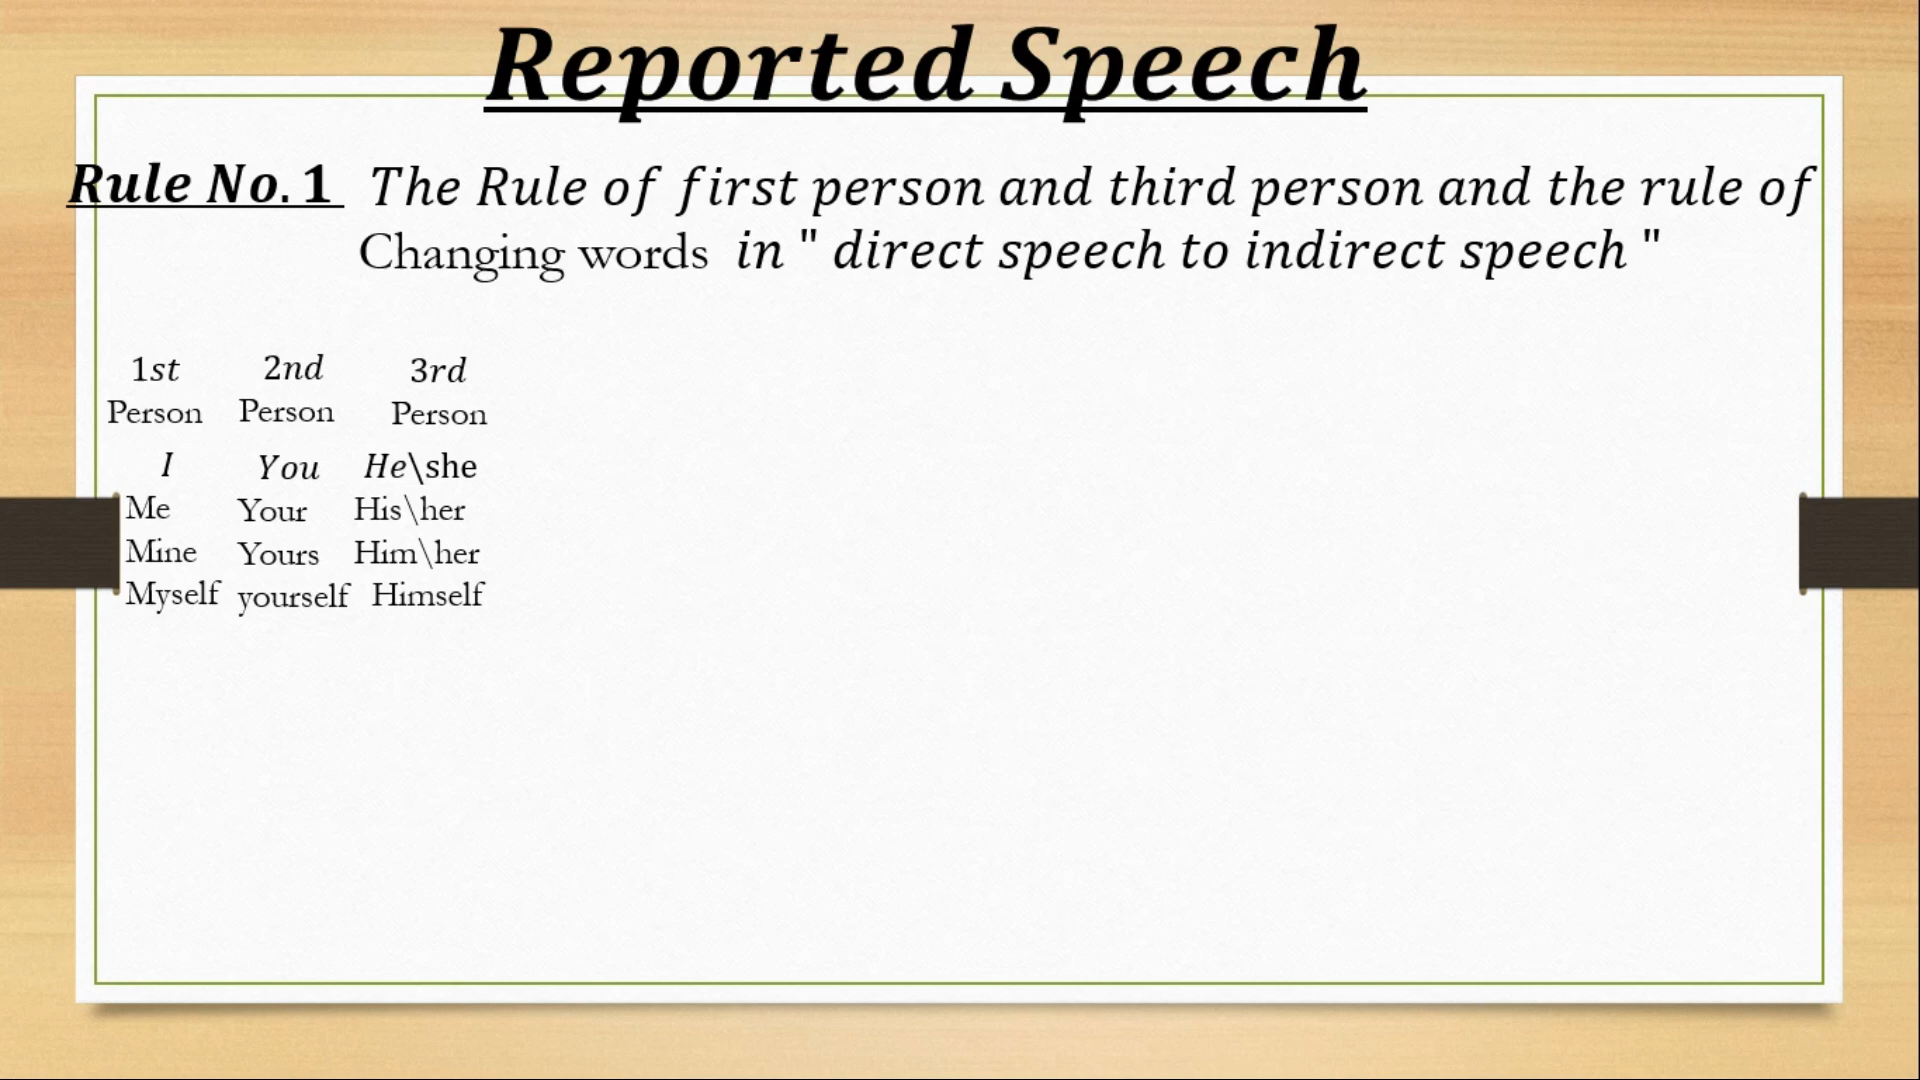 Reported Speech
Rule No. 1 The Rule of first person and third person and the rule of
Changing words in " direct speech to indirect speech "
1st 2nd 3rd
Person Person Person
I You He\she
Me Your His\her
Mine Yours Him\her
Myself yourself Himself